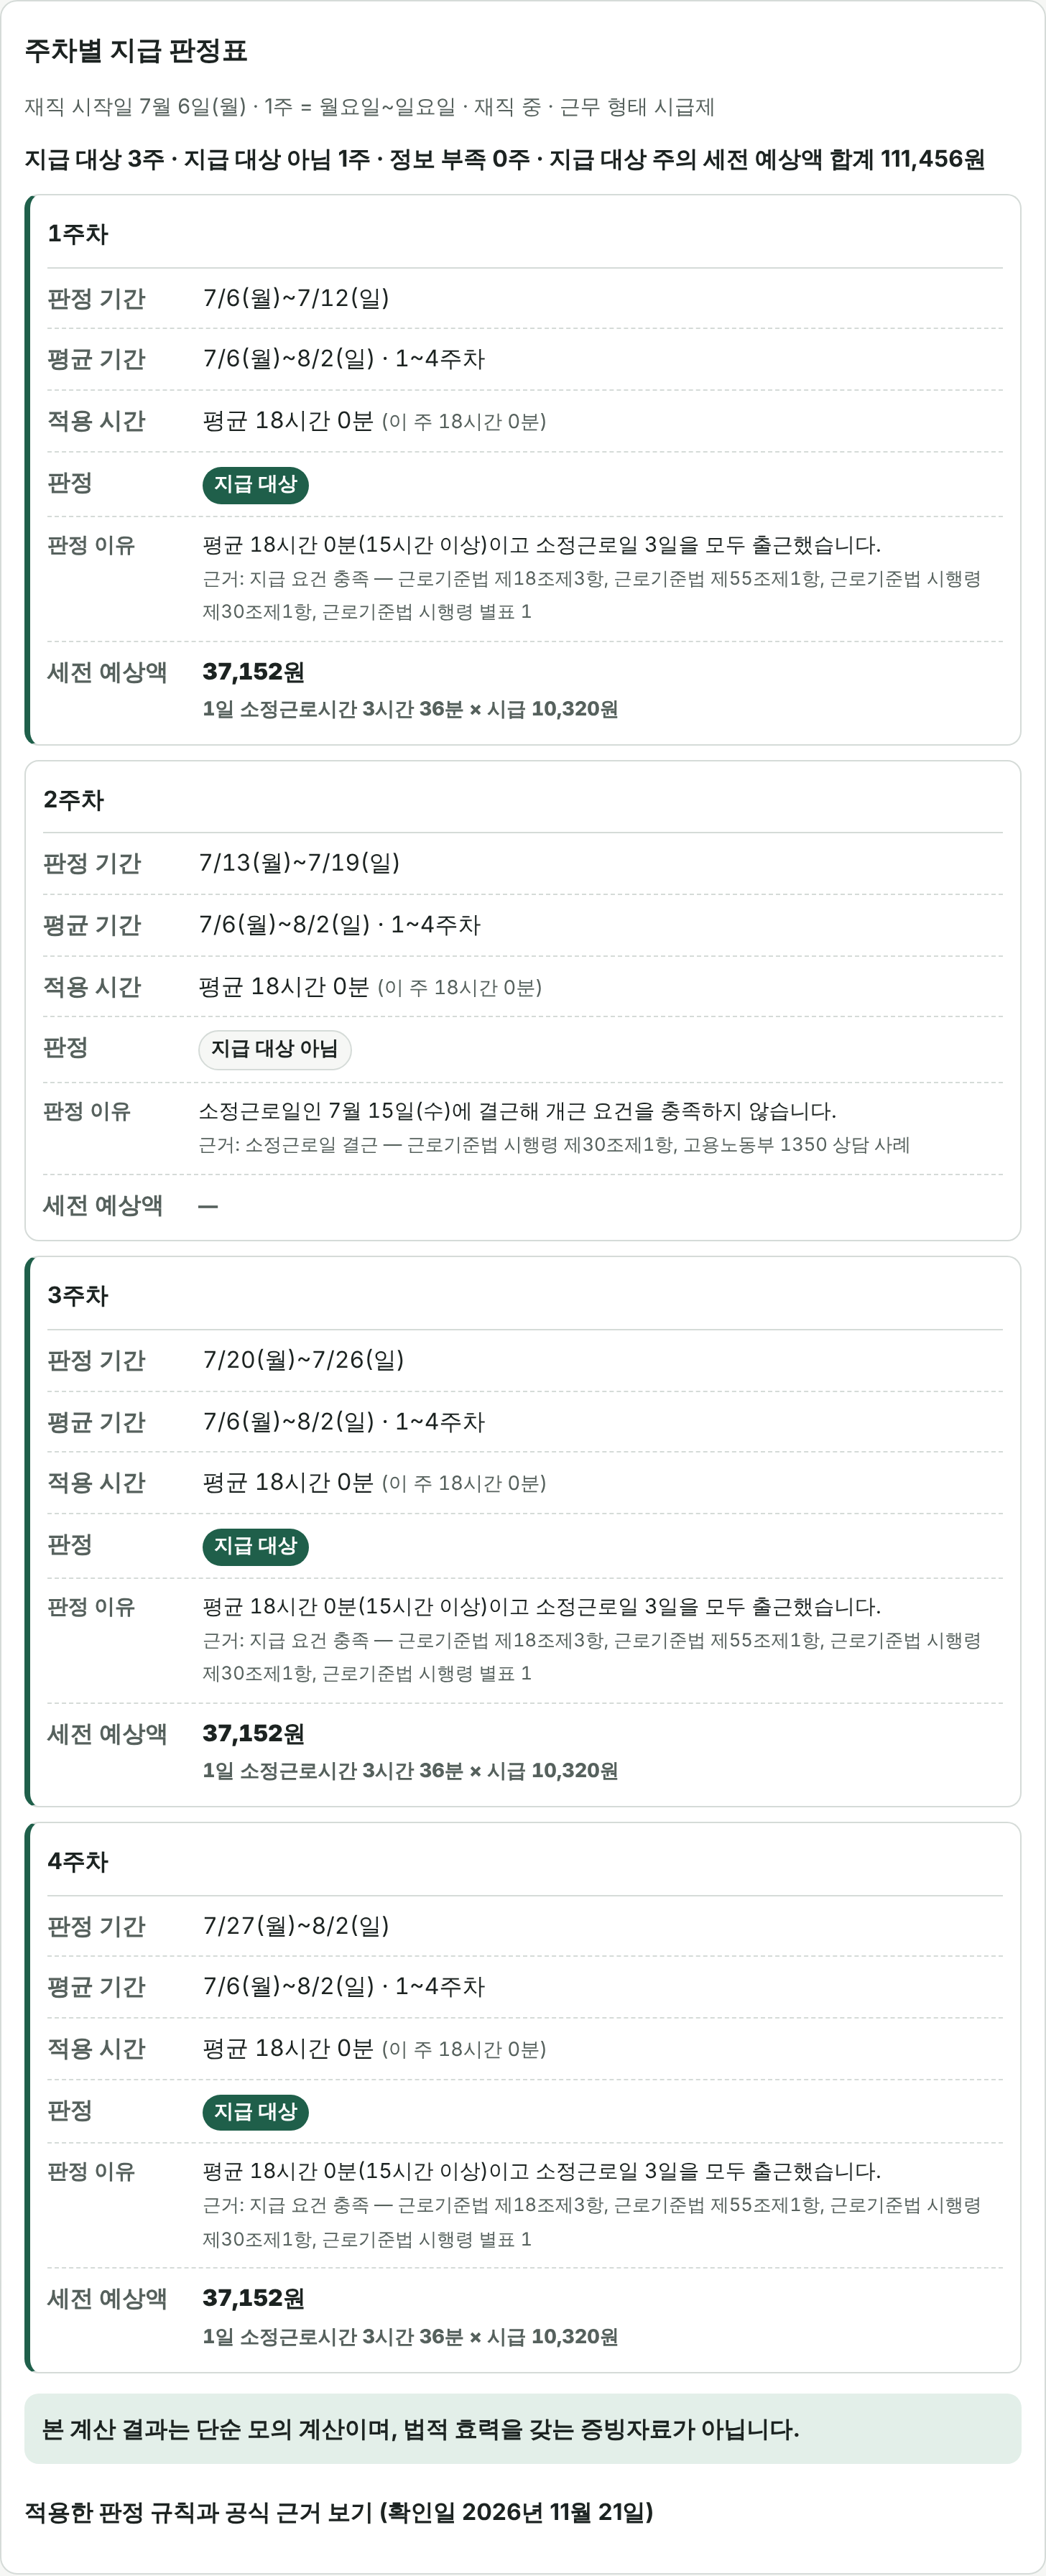 주차별 지급 판정표
재직 시작일 7월 6일(월) · 1주 = 월요일~일요일 · 재직 중 · 근무 형태 시급제
지급 대상 3주 · 지급 대상 아님 1주 · 정보 부족 0주 · 지급 대상 주의 세전 예상액 합계 111,456원
1주차
판정 기간 7/6(월)~7/12(일)
평균 기간 7/6(월)~8/2(일) · 1~4주차
적용 시간 평균 18시간 0분 (이 주 18시간 0분)
판정 지급 대상
판정 이유 평균 18시간 0분(15시간 이상)이고 소정근로일 3일을 모두 출근했습니다.
근거: 지급 요건 충족 — 근로기준법 제18조제3항, 근로기준법 제55조제1항, 근로기준법 시행령
제30조제1항, 근로기준법 시행령 별표 1
세전 예상액 37,152원
1일 소정근로시간 3시간 36분 × 시급 10,320원
2주차
판정 기간 7/13(월)~7/19(일)
평균 기간 7/6(월)~8/2(일) · 1~4주차
적용 시간 평균 18시간 0분 (이 주 18시간 0분)
판정 지급 대상 아님
판정 이유 소정근로일인 7월 15일(수)에 결근해 개근 요건을 충족하지 않습니다.
근거: 소정근로일 결근 — 근로기준법 시행령 제30조제1항, 고용노동부 1350 상담 사례
세전 예상액 —
3주차
판정 기간 7/20(월)~7/26(일)
평균 기간 7/6(월)~8/2(일) · 1~4주차
적용 시간 평균 18시간 0분 (이 주 18시간 0분)
판정 지급 대상
판정 이유 평균 18시간 0분(15시간 이상)이고 소정근로일 3일을 모두 출근했습니다.
근거: 지급 요건 충족 — 근로기준법 제18조제3항, 근로기준법 제55조제1항, 근로기준법 시행령
제30조제1항, 근로기준법 시행령 별표 1
세전 예상액 37,152원
1일 소정근로시간 3시간 36분 × 시급 10,320원
4주차
판정 기간 7/27(월)~8/2(일)
평균 기간 7/6(월)~8/2(일) · 1~4주차
적용 시간 평균 18시간 0분 (이 주 18시간 0분)
판정 지급 대상
판정 이유 평균 18시간 0분(15시간 이상)이고 소정근로일 3일을 모두 출근했습니다.
근거: 지급 요건 충족 — 근로기준법 제18조제3항, 근로기준법 제55조제1항, 근로기준법 시행령
제30조제1항, 근로기준법 시행령 별표 1
세전 예상액 37,152원
1일 소정근로시간 3시간 36분 × 시급 10,320원
본 계산 결과는 단순 모의 계산이며, 법적 효력을 갖는 증빙자료가 아닙니다.
적용한 판정 규칙과 공식 근거 보기 (확인일 2026년 11월 21일)